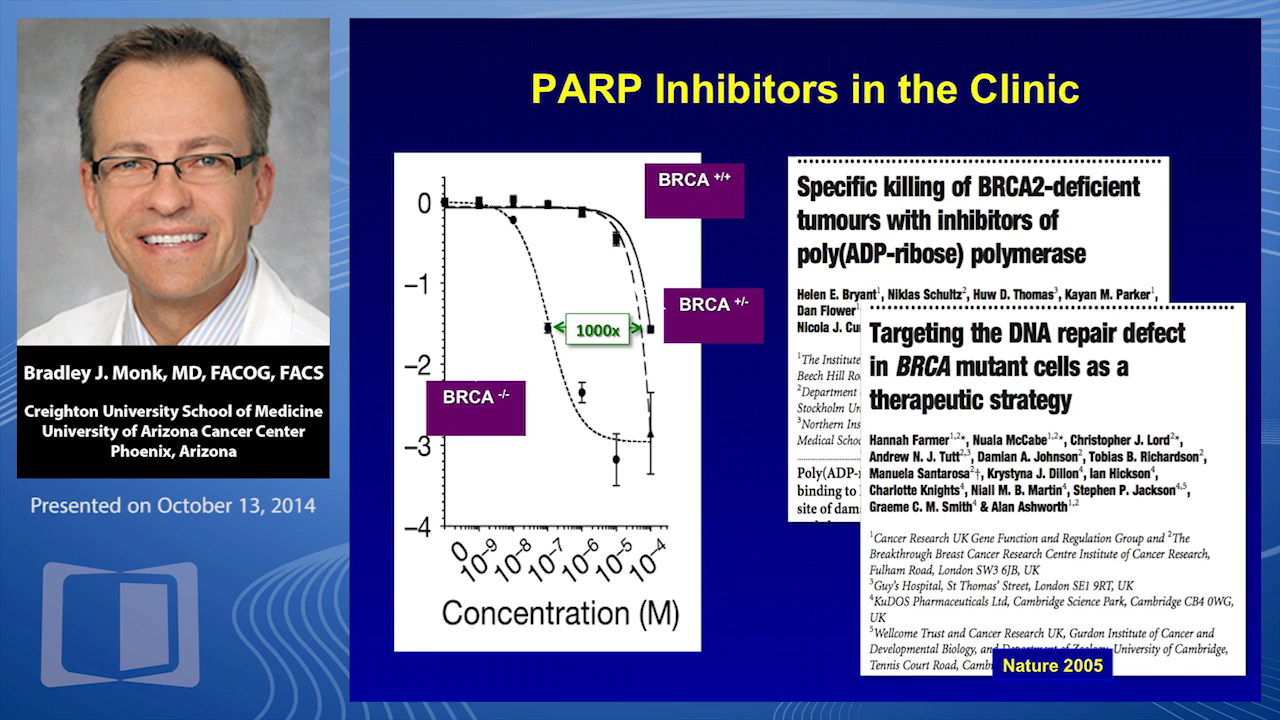 Bradley J. Monk, MD, FACOG, FACS
Creighton University School of Medicine
University of Arizona Cancer Center
Phoenix, Arizona
Presented on October 13, 2014
PARP Inhibitors in the Clinic
0
–1
–2
–3
–4
0
10⁻⁹
10⁻⁸
10⁻⁷
10⁻⁶
10⁻⁵
10⁻⁴
Concentration (M)
BRCA +/+
BRCA +/-
1000x
BRCA -/-
Specific killing of BRCA2-deficient
tumours with inhibitors of
poly(ADP-ribose) polymerase
Helen E. Bryant¹, Niklas Schultz², Huw D. Thomas³, Kayan M. Parker¹,
Dan Flower¹
Nicola J.
¹The Institute
Beech Hill
²Department
Stockholm
³Northern
Medical
binding to
site of
Targeting the DNA repair defect
in BRCA mutant cells as a
therapeutic strategy
Hannah Farmer¹,²*, Nuala McCabe¹,²*, Christopher J. Lord²*,
Andrew N. J. Tutt²,³, Damian A. Johnson², Tobias B. Richardson²,
Manuela Santarosa²†, Krystyna J. Dillon⁴, Ian Hickson⁴,
Charlotte Knights⁴, Niall M. B. Martin⁴, Stephen P. Jackson⁴,⁵,
Graeme C. M. Smith⁴ & Alan Ashworth¹,²
¹Cancer Research UK Gene Function and Regulation Group and ²The
Breakthrough Breast Cancer Research Centre Institute of Cancer Research,
Fulham Road, London SW3 6JB, UK
³Guy's Hospital, St Thomas' Street, London SE1 9RT, UK
⁴KuDOS Pharmaceuticals Ltd, Cambridge Science Park, Cambridge CB4 0WG,
UK
⁵Wellcome Trust and Cancer Research UK, Gurdon Institute of Cancer and
Developmental Biology, and Department of Zoology, University of Cambridge,
Tennis Court Road,
Nature 2005